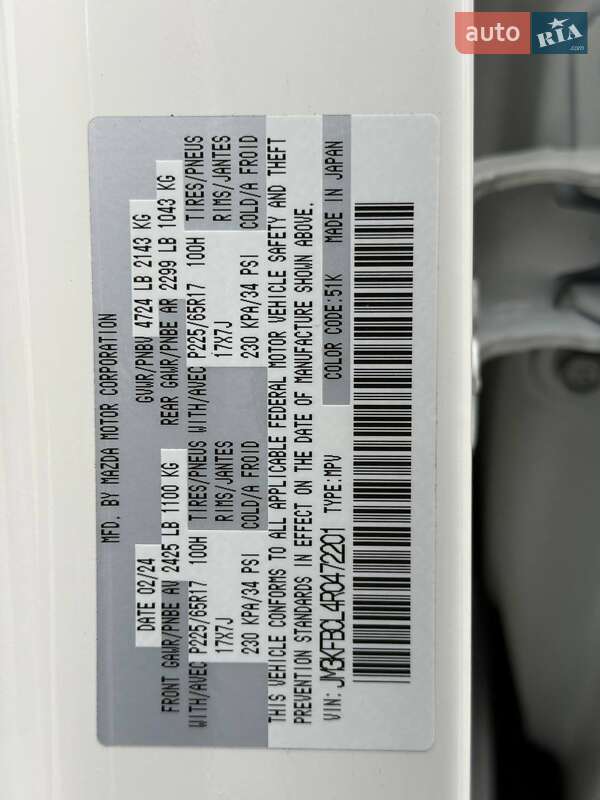 auto RIA .com
MFD. BY MAZDA MOTOR CORPORATION
DATE 02/24 GVWR/PNBV 4724 LB 2143 KG
FRONT GAWR/PNBE AV 2425 LB 1100 KG REAR GAWR/PNBE AR 2299 LB 1043 KG
WITH/AVEC TIRES/PNEUS WITH/AVEC TIRES/PNEUS
P225/65R17 100H P225/65R17 100H
RIMS/JANTES RIMS/JANTES
17X7J 17X7J
COLD/A FROID COLD/A FROID
230 KPA/34 PSI 230 KPA/34 PSI
THIS VEHICLE CONFORMS TO ALL APPLICABLE FEDERAL MOTOR VEHICLE SAFETY AND THEFT
PREVENTION STANDARDS IN EFFECT ON THE DATE OF MANUFACTURE SHOWN ABOVE.
VIN: JM3KFBCL4R0472201 TYPE:MPV COLOR CODE:51K MADE IN JAPAN